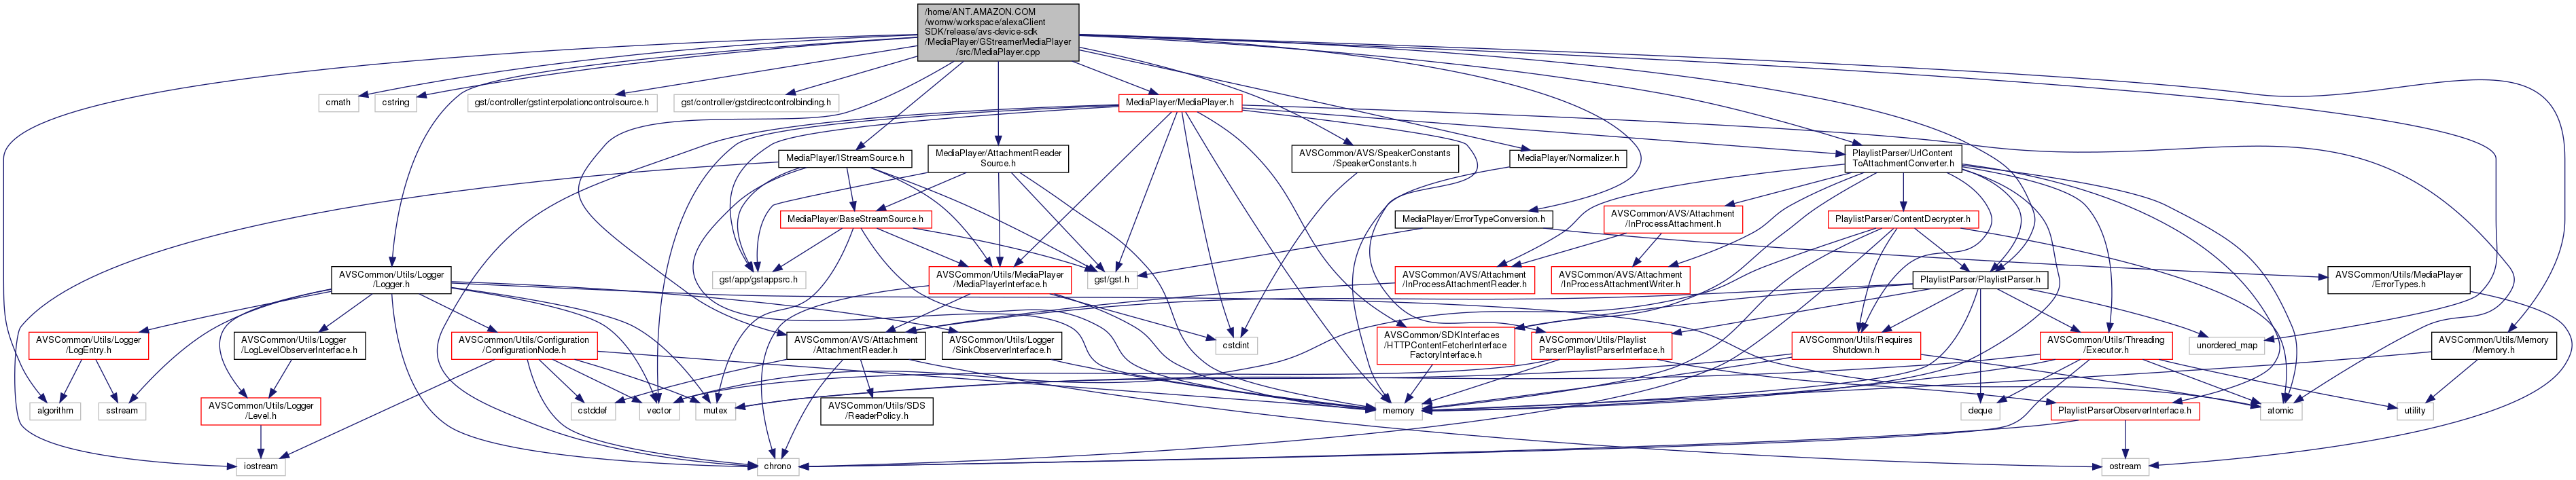 /home/ANT.AMAZON.COM
/womw/workspace/alexaClient
SDK/release/avs-device-sdk
/MediaPlayer/GStreamerMediaPlayer
/src/MediaPlayer.cpp
cmath
cstring
gst/controller/gstinterpolationcontrolsource.h
gst/controller/gstdirectcontrolbinding.h
MediaPlayer/MediaPlayer.h
MediaPlayer/IStreamSource.h
MediaPlayer/AttachmentReader
Source.h
AVSCommon/AVS/SpeakerConstants
/SpeakerConstants.h
MediaPlayer/Normalizer.h
PlaylistParser/UrlContent
ToAttachmentConverter.h
MediaPlayer/BaseStreamSource.h
MediaPlayer/ErrorTypeConversion.h
AVSCommon/AVS/Attachment
/InProcessAttachment.h
PlaylistParser/ContentDecrypter.h
AVSCommon/Utils/Logger
/Logger.h
gst/app/gstappsrc.h
AVSCommon/Utils/MediaPlayer
/MediaPlayerInterface.h
gst/gst.h
AVSCommon/AVS/Attachment
/InProcessAttachmentReader.h
AVSCommon/AVS/Attachment
/InProcessAttachmentWriter.h
PlaylistParser/PlaylistParser.h
AVSCommon/Utils/MediaPlayer
/ErrorTypes.h
AVSCommon/Utils/Logger
/LogEntry.h
AVSCommon/Utils/Logger
/LogLevelObserverInterface.h
AVSCommon/Utils/Configuration
/ConfigurationNode.h
AVSCommon/AVS/Attachment
/AttachmentReader.h
AVSCommon/Utils/Logger
/SinkObserverInterface.h
cstdint
AVSCommon/SDKInterfaces
/HTTPContentFetcherInterface
FactoryInterface.h
AVSCommon/Utils/Playlist
Parser/PlaylistParserInterface.h
AVSCommon/Utils/Requires
Shutdown.h
AVSCommon/Utils/Threading
/Executor.h
unordered_map
AVSCommon/Utils/Memory
/Memory.h
algorithm
sstream
AVSCommon/Utils/Logger
/Level.h
cstddef
vector
mutex
AVSCommon/Utils/SDS
/ReaderPolicy.h
memory
deque
PlaylistParserObserverInterface.h
atomic
utility
iostream
chrono
ostream